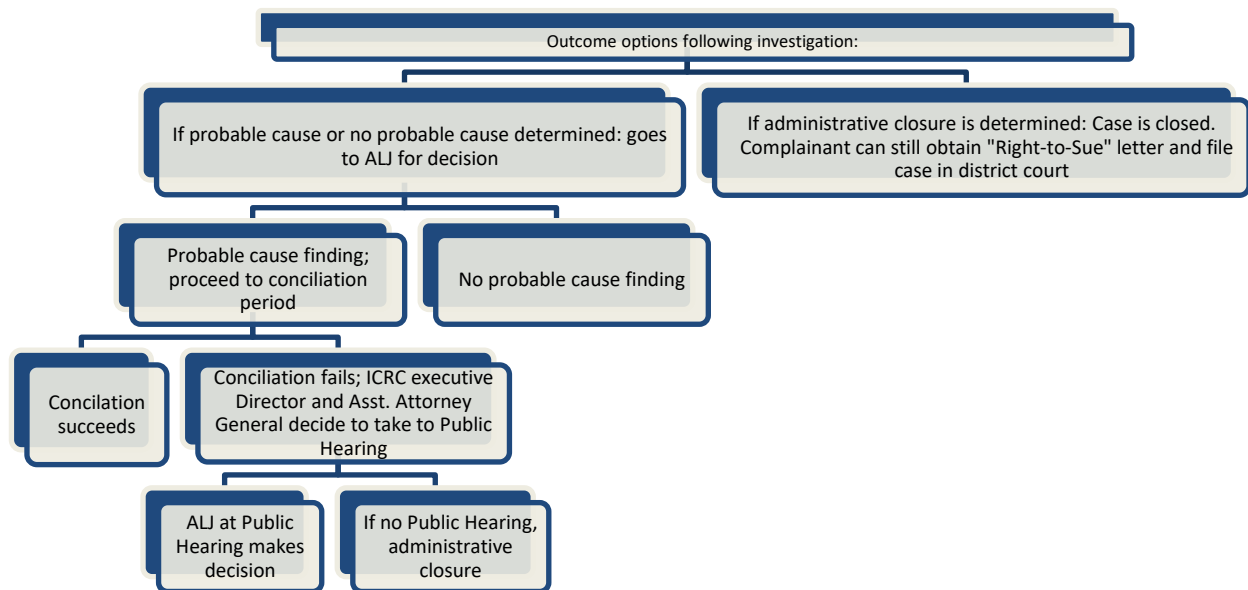 Outcome options following investigation:
If probable cause or no probable cause determined: goes
to ALJ for decision
If administrative closure is determined: Case is closed.
Complainant can still obtain "Right-to-Sue" letter and file
case in district court
Probable cause finding;
proceed to conciliation
period
No probable cause finding
Concilation
succeeds
Conciliation fails; ICRC executive
Director and Asst. Attorney
General decide to take to Public
Hearing
ALJ at Public
Hearing makes
decision
If no Public Hearing,
administrative
closure